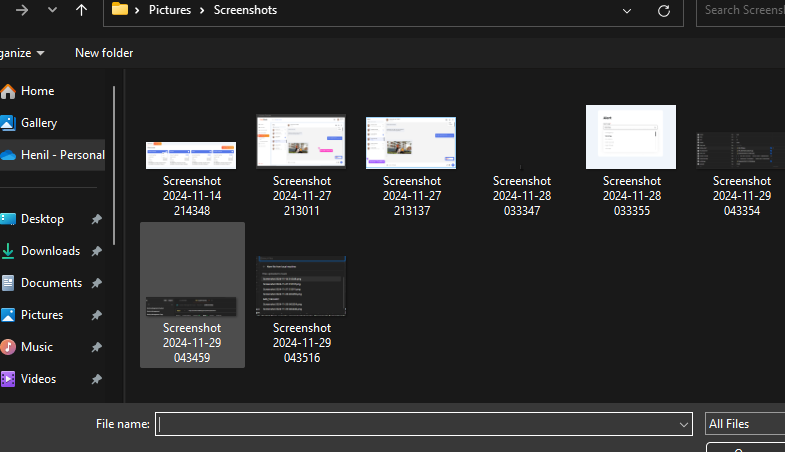 Pictures
Screenshots
Search Screensh
ganize
New folder
Home
Gallery
Henil - Personal
Desktop
Downloads
Documents
Pictures
Music
Videos
Screenshot
2024-11-14
214348
Screenshot
2024-11-27
213011
Screenshot
2024-11-27
213137
Screenshot
2024-11-28
033347
Screenshot
2024-11-28
033355
Screenshot
2024-11-29
043354
Screenshot
2024-11-29
043459
Screenshot
2024-11-29
043516
File name:
All Files